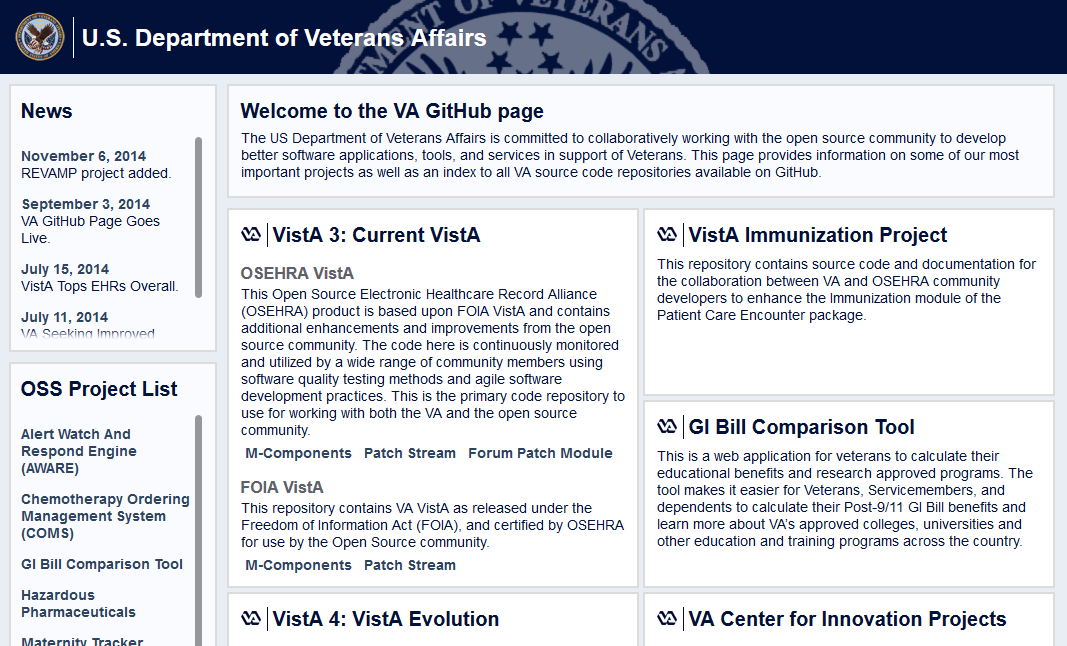 U.S. Department of Veterans Affairs
MENT OF VETERANS A
News
November 6, 2014
REVAMP project added.
September 3, 2014
VA GitHub Page Goes
Live.
July 15, 2014
VistA Tops EHRs Overall.
July 11, 2014
VA Seeking Improved
OSS Project List
Alert Watch And
Respond Engine
(AWARE)
Chemotherapy Ordering
Management System
(COMS)
GI Bill Comparison Tool
Hazardous
Pharmaceuticals
Maternity Tracker
Welcome to the VA GitHub page
The US Department of Veterans Affairs is committed to collaboratively working with the open source community to develop
better software applications, tools, and services in support of Veterans. This page provides information on some of our most
important projects as well as an index to all VA source code repositories available on GitHub.
VistA 3: Current VistA
OSEHRA VistA
This Open Source Electronic Healthcare Record Alliance
(OSEHRA) product is based upon FOIA VistA and contains
additional enhancements and improvements from the open
source community. The code here is continuously monitored
and utilized by a wide range of community members using
software quality testing methods and agile software
development practices. This is the primary code repository to
use for working with both the VA and the open source
community.
M-Components Patch Stream Forum Patch Module
FOIA VistA
This repository contains VA VistA as released under the
Freedom of Information Act (FOIA), and certified by OSEHRA
for use by the Open Source community.
M-Components Patch Stream
VistA Immunization Project
This repository contains source code and documentation for
the collaboration between VA and OSEHRA community
developers to enhance the Immunization module of the
Patient Care Encounter package.
GI Bill Comparison Tool
This is a web application for veterans to calculate their
educational benefits and research approved programs. The
tool makes it easier for Veterans, Servicemembers, and
dependents to calculate their Post-9/11 GI Bill benefits and
learn more about VA's approved colleges, universities and
other education and training programs across the country.
VistA 4: VistA Evolution
VA Center for Innovation Projects